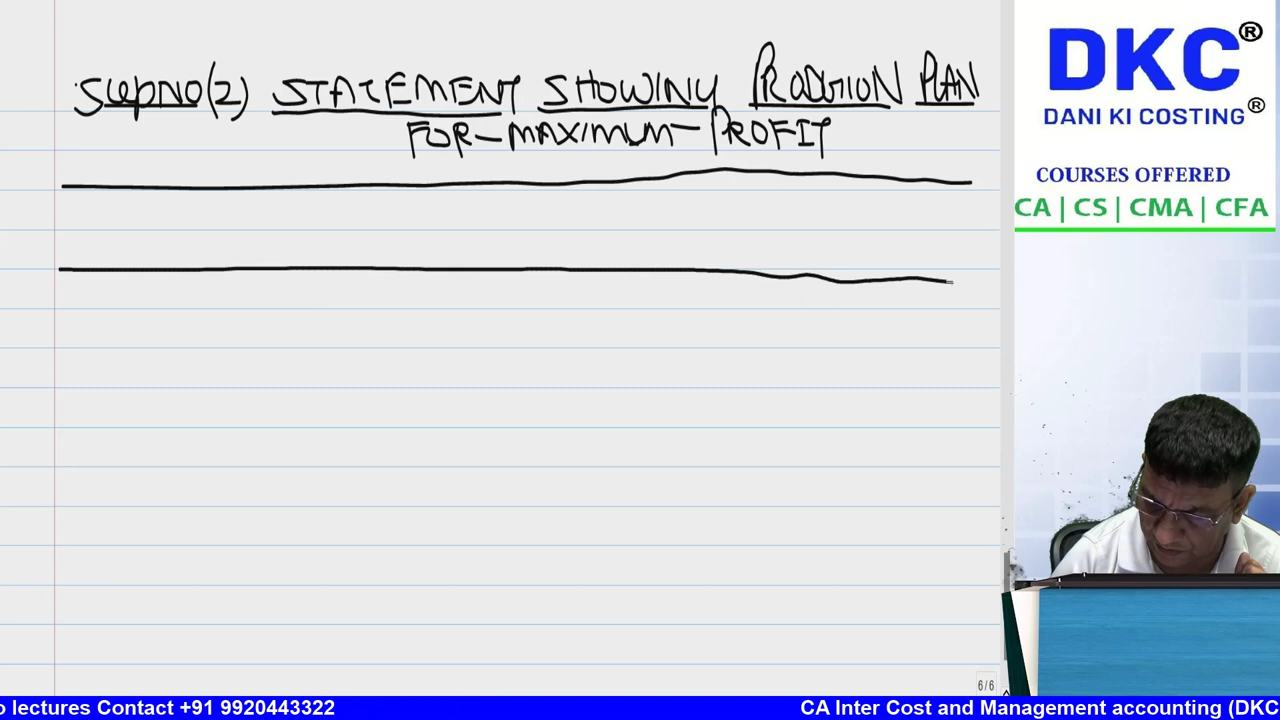 Step NO (2) STATEMENT SHOWING PRODUCTION PLAN
FOR - MAXIMUM - PROFIT
DKC®
DANI KI COSTING®
COURSES OFFERED
CA | CS | CMA | CFA
6/6
o lectures Contact +91 9920443322 CA Inter Cost and Management accounting (DKC